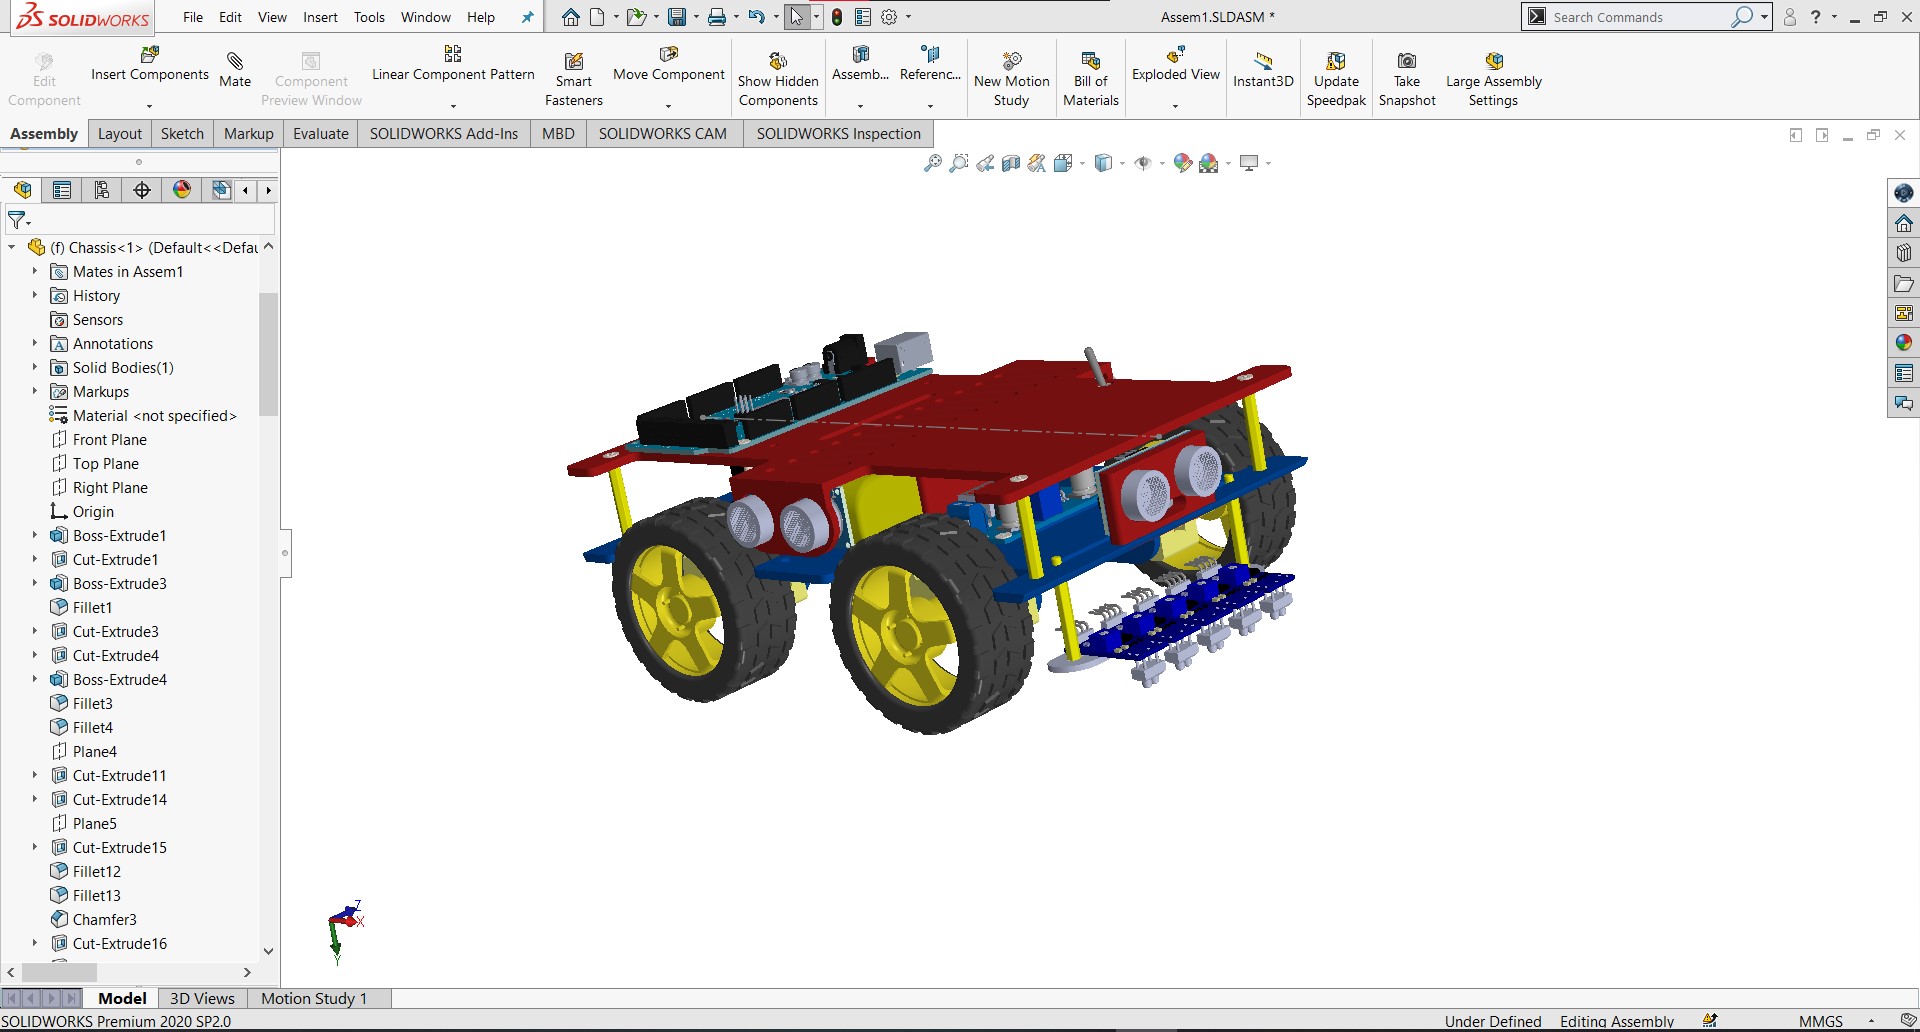 SOLIDWORKS
File Edit View Insert Tools Window Help
Assem1.SLDASM *
Search Commands
?
Edit Component
Insert Components
Mate
Component Preview Window
Linear Component Pattern
Smart Fasteners
Move Component
Show Hidden Components
Assemb...
Referenc...
New Motion Study
Bill of Materials
Exploded View
Instant3D
Update Speedpak
Take Snapshot
Large Assembly Settings
Assembly Layout Sketch Markup Evaluate SOLIDWORKS Add-Ins MBD SOLIDWORKS CAM SOLIDWORKS Inspection
(f) Chassis<1> (Default<<Defau
Mates in Assem1
History
Sensors
Annotations
Solid Bodies(1)
Markups
Material <not specified>
Front Plane
Top Plane
Right Plane
Origin
Boss-Extrude1
Cut-Extrude1
Boss-Extrude3
Fillet1
Cut-Extrude3
Cut-Extrude4
Boss-Extrude4
Fillet3
Fillet4
Plane4
Cut-Extrude11
Cut-Extrude14
Plane5
Cut-Extrude15
Fillet12
Fillet13
Chamfer3
Cut-Extrude16
Z
X
Y
Model 3D Views Motion Study 1
SOLIDWORKS Premium 2020 SP2.0
Under Defined Editing Assembly MMGS